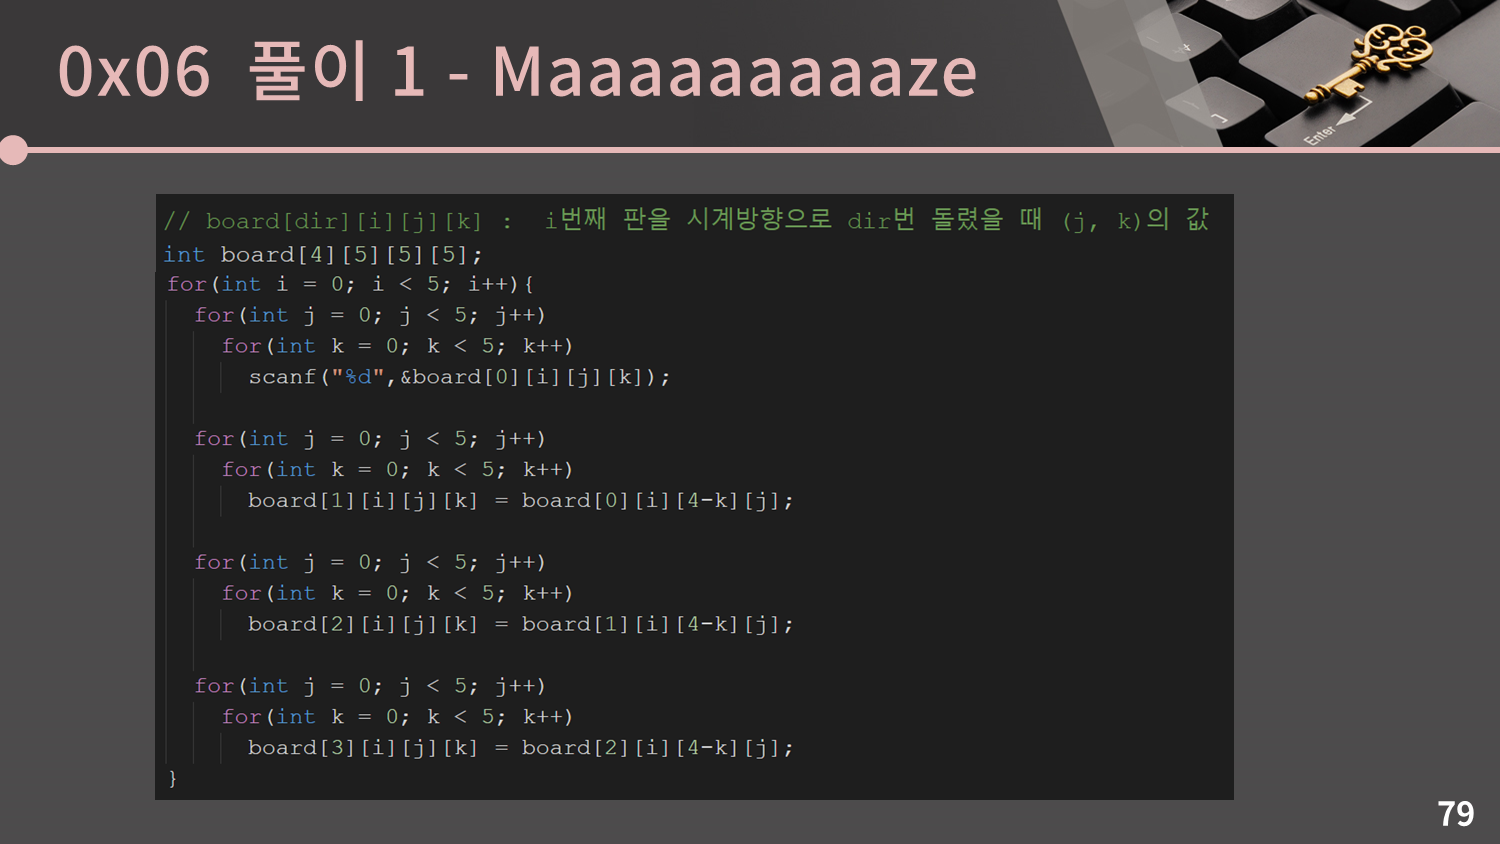 0x06 풀이 1 - Maaaaaaaaaaze
// board[dir][i][j][k] : i번째 판을 시계방향으로 dir번 돌렸을 때 (j, k)의 값
int board[4][5][5][5];
for(int i = 0; i < 5; i++){
for(int j = 0; j < 5; j++)
for(int k = 0; k < 5; k++)
scanf("%d",&board[0][i][j][k]);
for(int j = 0; j < 5; j++)
for(int k = 0; k < 5; k++)
board[1][i][j][k] = board[0][i][4-k][j];
for(int j = 0; j < 5; j++)
for(int k = 0; k < 5; k++)
board[2][i][j][k] = board[1][i][4-k][j];
for(int j = 0; j < 5; j++)
for(int k = 0; k < 5; k++)
board[3][i][j][k] = board[2][i][4-k][j];
}
Enter
79